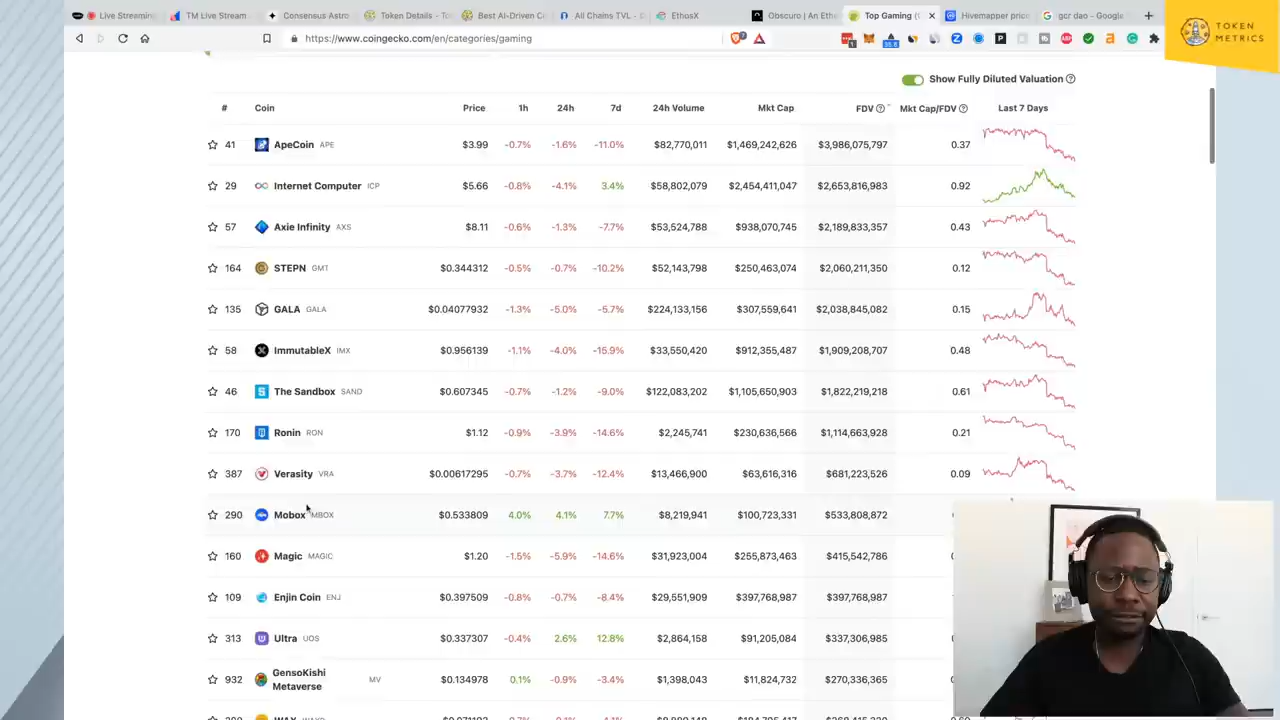 Live Streaming
TM Live Stream
Consensus Astro
Token Details - To
Best AI-Driven C
All Chains TVL - D
EthosX
Obscuro | An Eth
Top Gaming (
Hivemapper pric
gcr dao - Google
https://www.coingecko.com/en/categories/gaming
TOKEN
METRICS
Show Fully Diluted Valuation
# Coin Price 1h 24h 7d 24h Volume Mkt Cap FDV Mkt Cap/FDV Last 7 Days
41 ApeCoin APE $3.99 -0.7% -1.6% -11.0% $82,770,011 $1,469,242,626 $3,986,075,797 0.37
29 Internet Computer ICP $5.66 -0.8% -4.1% 3.4% $58,802,079 $2,454,411,047 $2,653,816,983 0.92
57 Axie Infinity AXS $8.11 -0.6% -1.3% -7.7% $53,524,788 $938,070,745 $2,189,833,357 0.43
164 STEPN GMT $0.344312 -0.5% -0.7% -10.2% $52,143,798 $250,463,074 $2,060,211,350 0.12
135 GALA GALA $0.04077932 -1.3% -5.0% -5.7% $224,133,156 $307,559,641 $2,038,845,082 0.15
58 ImmutableX IMX $0.956139 -1.1% -4.0% -15.9% $33,550,420 $912,355,487 $1,909,208,707 0.48
46 The Sandbox SAND $0.607345 -0.7% -1.2% -9.0% $122,083,202 $1,105,650,903 $1,822,219,218 0.61
170 Ronin RON $1.12 -0.9% -3.9% -14.6% $2,245,741 $230,636,566 $1,114,663,928 0.21
387 Verasity VRA $0.00617295 -0.7% -3.7% -12.4% $13,466,900 $63,616,316 $681,223,526 0.09
290 Mobox MBOX $0.533809 4.0% 4.1% 7.7% $8,219,941 $100,723,331 $533,808,872
160 Magic MAGIC $1.20 -1.5% -5.9% -14.6% $31,923,004 $255,873,463 $415,542,786
109 Enjin Coin ENJ $0.397509 -0.8% -0.7% -8.4% $29,551,909 $397,768,987 $397,768,987
313 Ultra UOS $0.337307 -0.4% 2.6% 12.8% $2,864,158 $91,205,084 $337,306,985
932 GensoKishi Metaverse MV $0.134978 0.1% -0.9% -3.4% $1,398,043 $11,824,732 $270,336,365